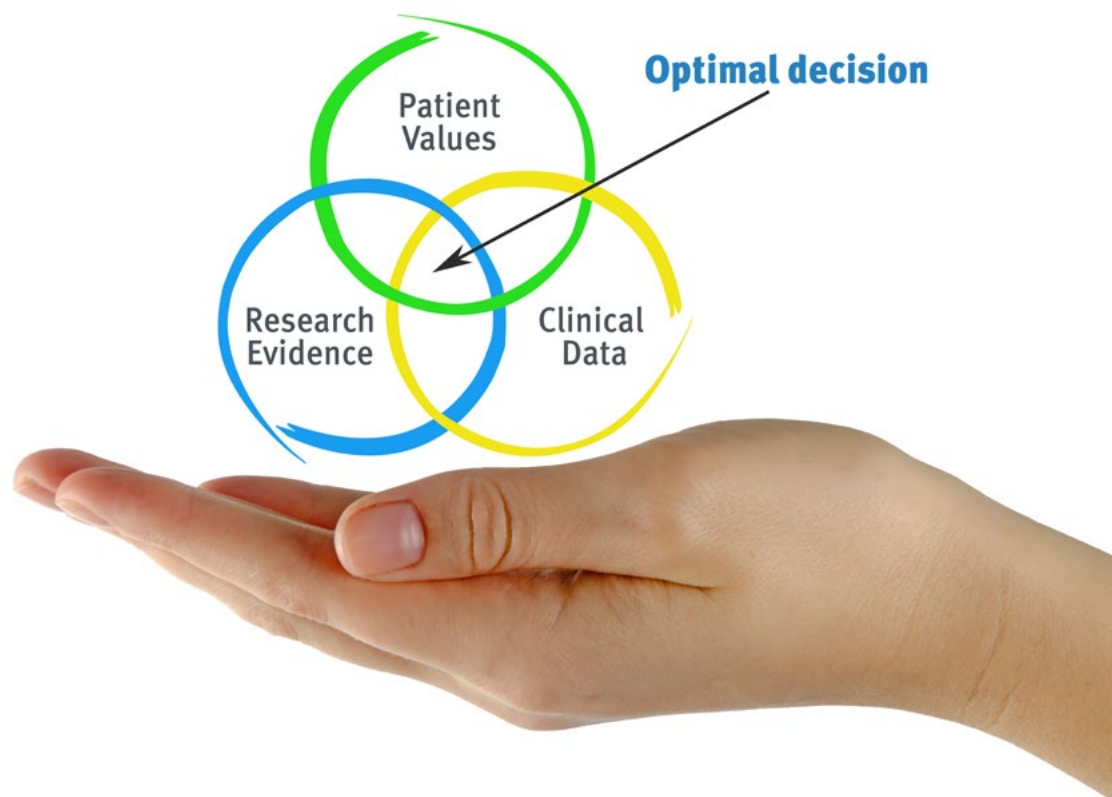 Optimal decision
Patient
Values
Research
Evidence
Clinical
Data